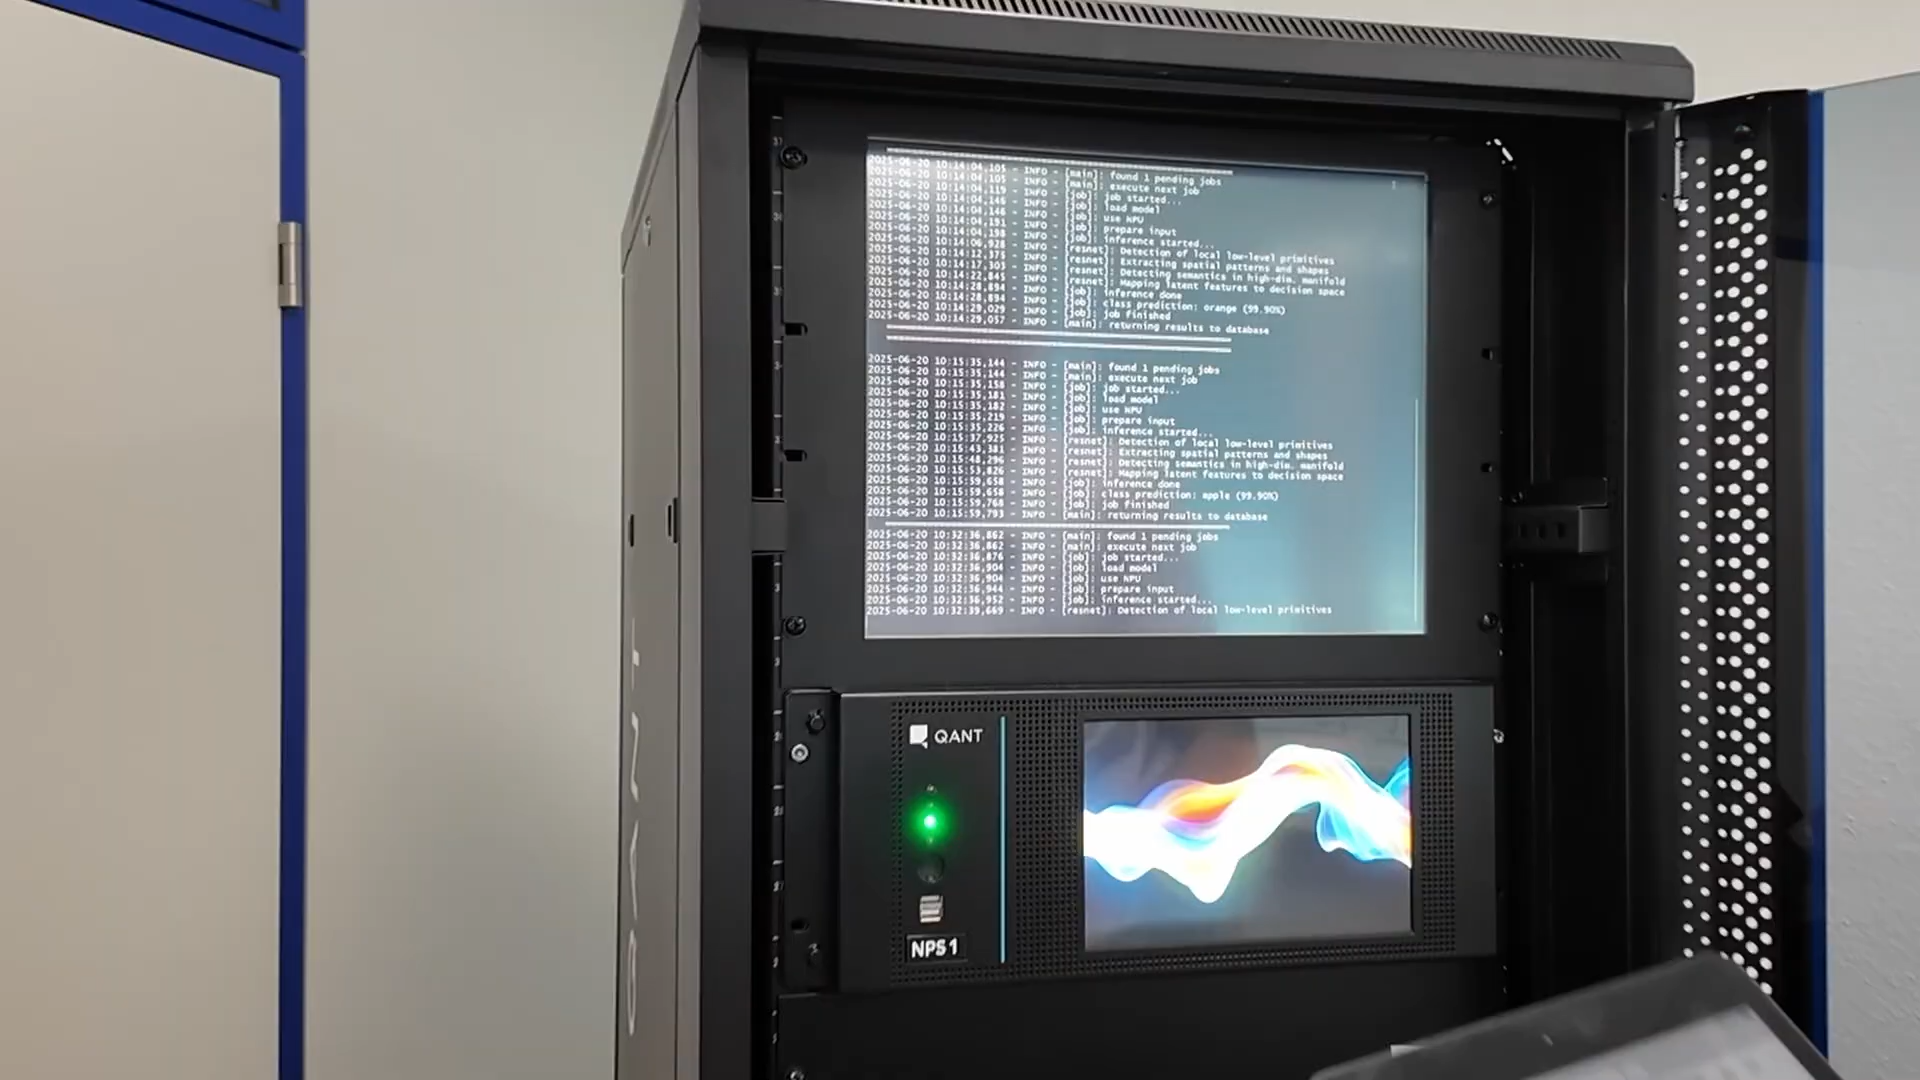 2025-06-20 10:14:04,105 - INFO - [main]: found 1 pending jobs
2025-06-20 10:14:04,105 - INFO - [main]: execute next job
2025-06-20 10:14:04,119 - INFO - [job]: job started...
2025-06-20 10:14:04,146 - INFO - [job]: load model
2025-06-20 10:14:04,146 - INFO - [job]: use NPU
2025-06-20 10:14:04,191 - INFO - [job]: prepare input
2025-06-20 10:14:04,198 - INFO - [job]: inference started...
2025-06-20 10:14:06,928 - INFO - [resnet]: Detection of local low-level primitives
2025-06-20 10:14:12,375 - INFO - [resnet]: Extracting spatial patterns and shapes
2025-06-20 10:14:17,303 - INFO - [resnet]: Detecting semantics in high-dim. manifold
2025-06-20 10:14:22,845 - INFO - [resnet]: Mapping latent features to decision space
2025-06-20 10:14:28,894 - INFO - [job]: inference done
2025-06-20 10:14:28,894 - INFO - [job]: class prediction: orange (99.90%)
2025-06-20 10:14:29,029 - INFO - [job]: job finished
2025-06-20 10:14:29,057 - INFO - [main]: returning results to database
2025-06-20 10:15:35,144 - INFO - [main]: found 1 pending jobs
2025-06-20 10:15:35,144 - INFO - [main]: execute next job
2025-06-20 10:15:35,158 - INFO - [job]: job started...
2025-06-20 10:15:35,181 - INFO - [job]: load model
2025-06-20 10:15:35,182 - INFO - [job]: use NPU
2025-06-20 10:15:35,219 - INFO - [job]: prepare input
2025-06-20 10:15:35,226 - INFO - [job]: inference started...
2025-06-20 10:15:37,925 - INFO - [resnet]: Detection of local low-level primitives
2025-06-20 10:15:43,381 - INFO - [resnet]: Extracting spatial patterns and shapes
2025-06-20 10:15:48,296 - INFO - [resnet]: Detecting semantics in high-dim. manifold
2025-06-20 10:15:53,826 - INFO - [resnet]: Mapping latent features to decision space
2025-06-20 10:15:59,658 - INFO - [job]: inference done
2025-06-20 10:15:59,658 - INFO - [job]: class prediction: apple (99.90%)
2025-06-20 10:15:59,768 - INFO - [job]: job finished
2025-06-20 10:15:59,793 - INFO - [main]: returning results to database
2025-06-20 10:32:36,862 - INFO - [main]: found 1 pending jobs
2025-06-20 10:32:36,862 - INFO - [main]: execute next job
2025-06-20 10:32:36,876 - INFO - [job]: job started...
2025-06-20 10:32:36,904 - INFO - [job]: load model
2025-06-20 10:32:36,904 - INFO - [job]: use NPU
2025-06-20 10:32:36,944 - INFO - [job]: prepare input
2025-06-20 10:32:36,952 - INFO - [job]: inference started...
2025-06-20 10:32:39,669 - INFO - [resnet]: Detection of local low-level primitives
Q.ANT
NPS 1
Q.ANT